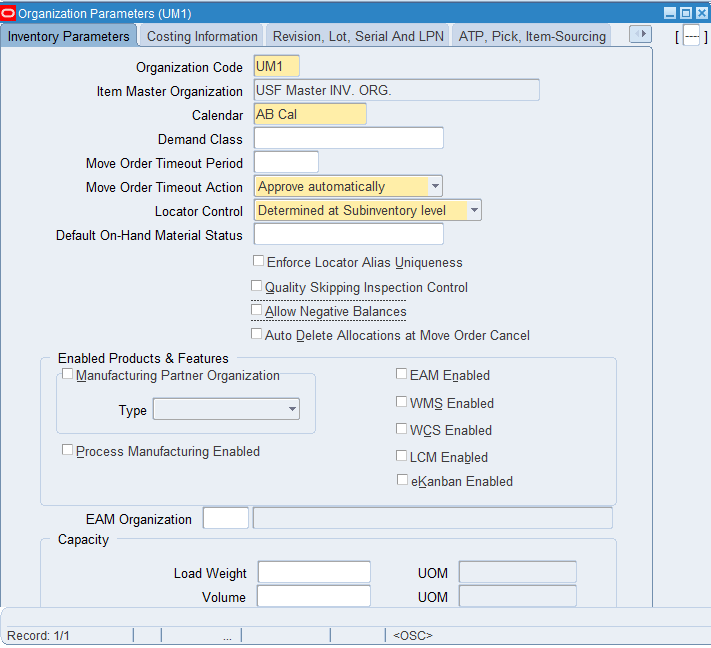 Organization Parameters (UM1)
Inventory Parameters Costing Information Revision, Lot, Serial And LPN ATP, Pick, Item-Sourcing [ ]
Organization Code UM1
Item Master Organization USF Master INV. ORG.
Calendar AB Cal
Demand Class
Move Order Timeout Period
Move Order Timeout Action Approve automatically
Locator Control Determined at Subinventory level
Default On-Hand Material Status
Enforce Locator Alias Uniqueness
Quality Skipping Inspection Control
Allow Negative Balances
Auto Delete Allocations at Move Order Cancel
Enabled Products & Features
Manufacturing Partner Organization EAM Enabled
Type WMS Enabled
WCS Enabled
Process Manufacturing Enabled LCM Enabled
eKanban Enabled
EAM Organization
Capacity
Load Weight UOM
Volume UOM
Record: 1/1 ... <OSC>